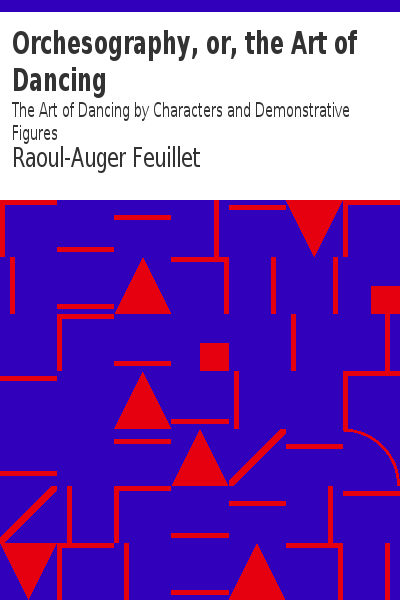 Orchesography, or, the Art of
Dancing
The Art of Dancing by Characters and Demonstrative
Figures
Raoul-Auger Feuillet